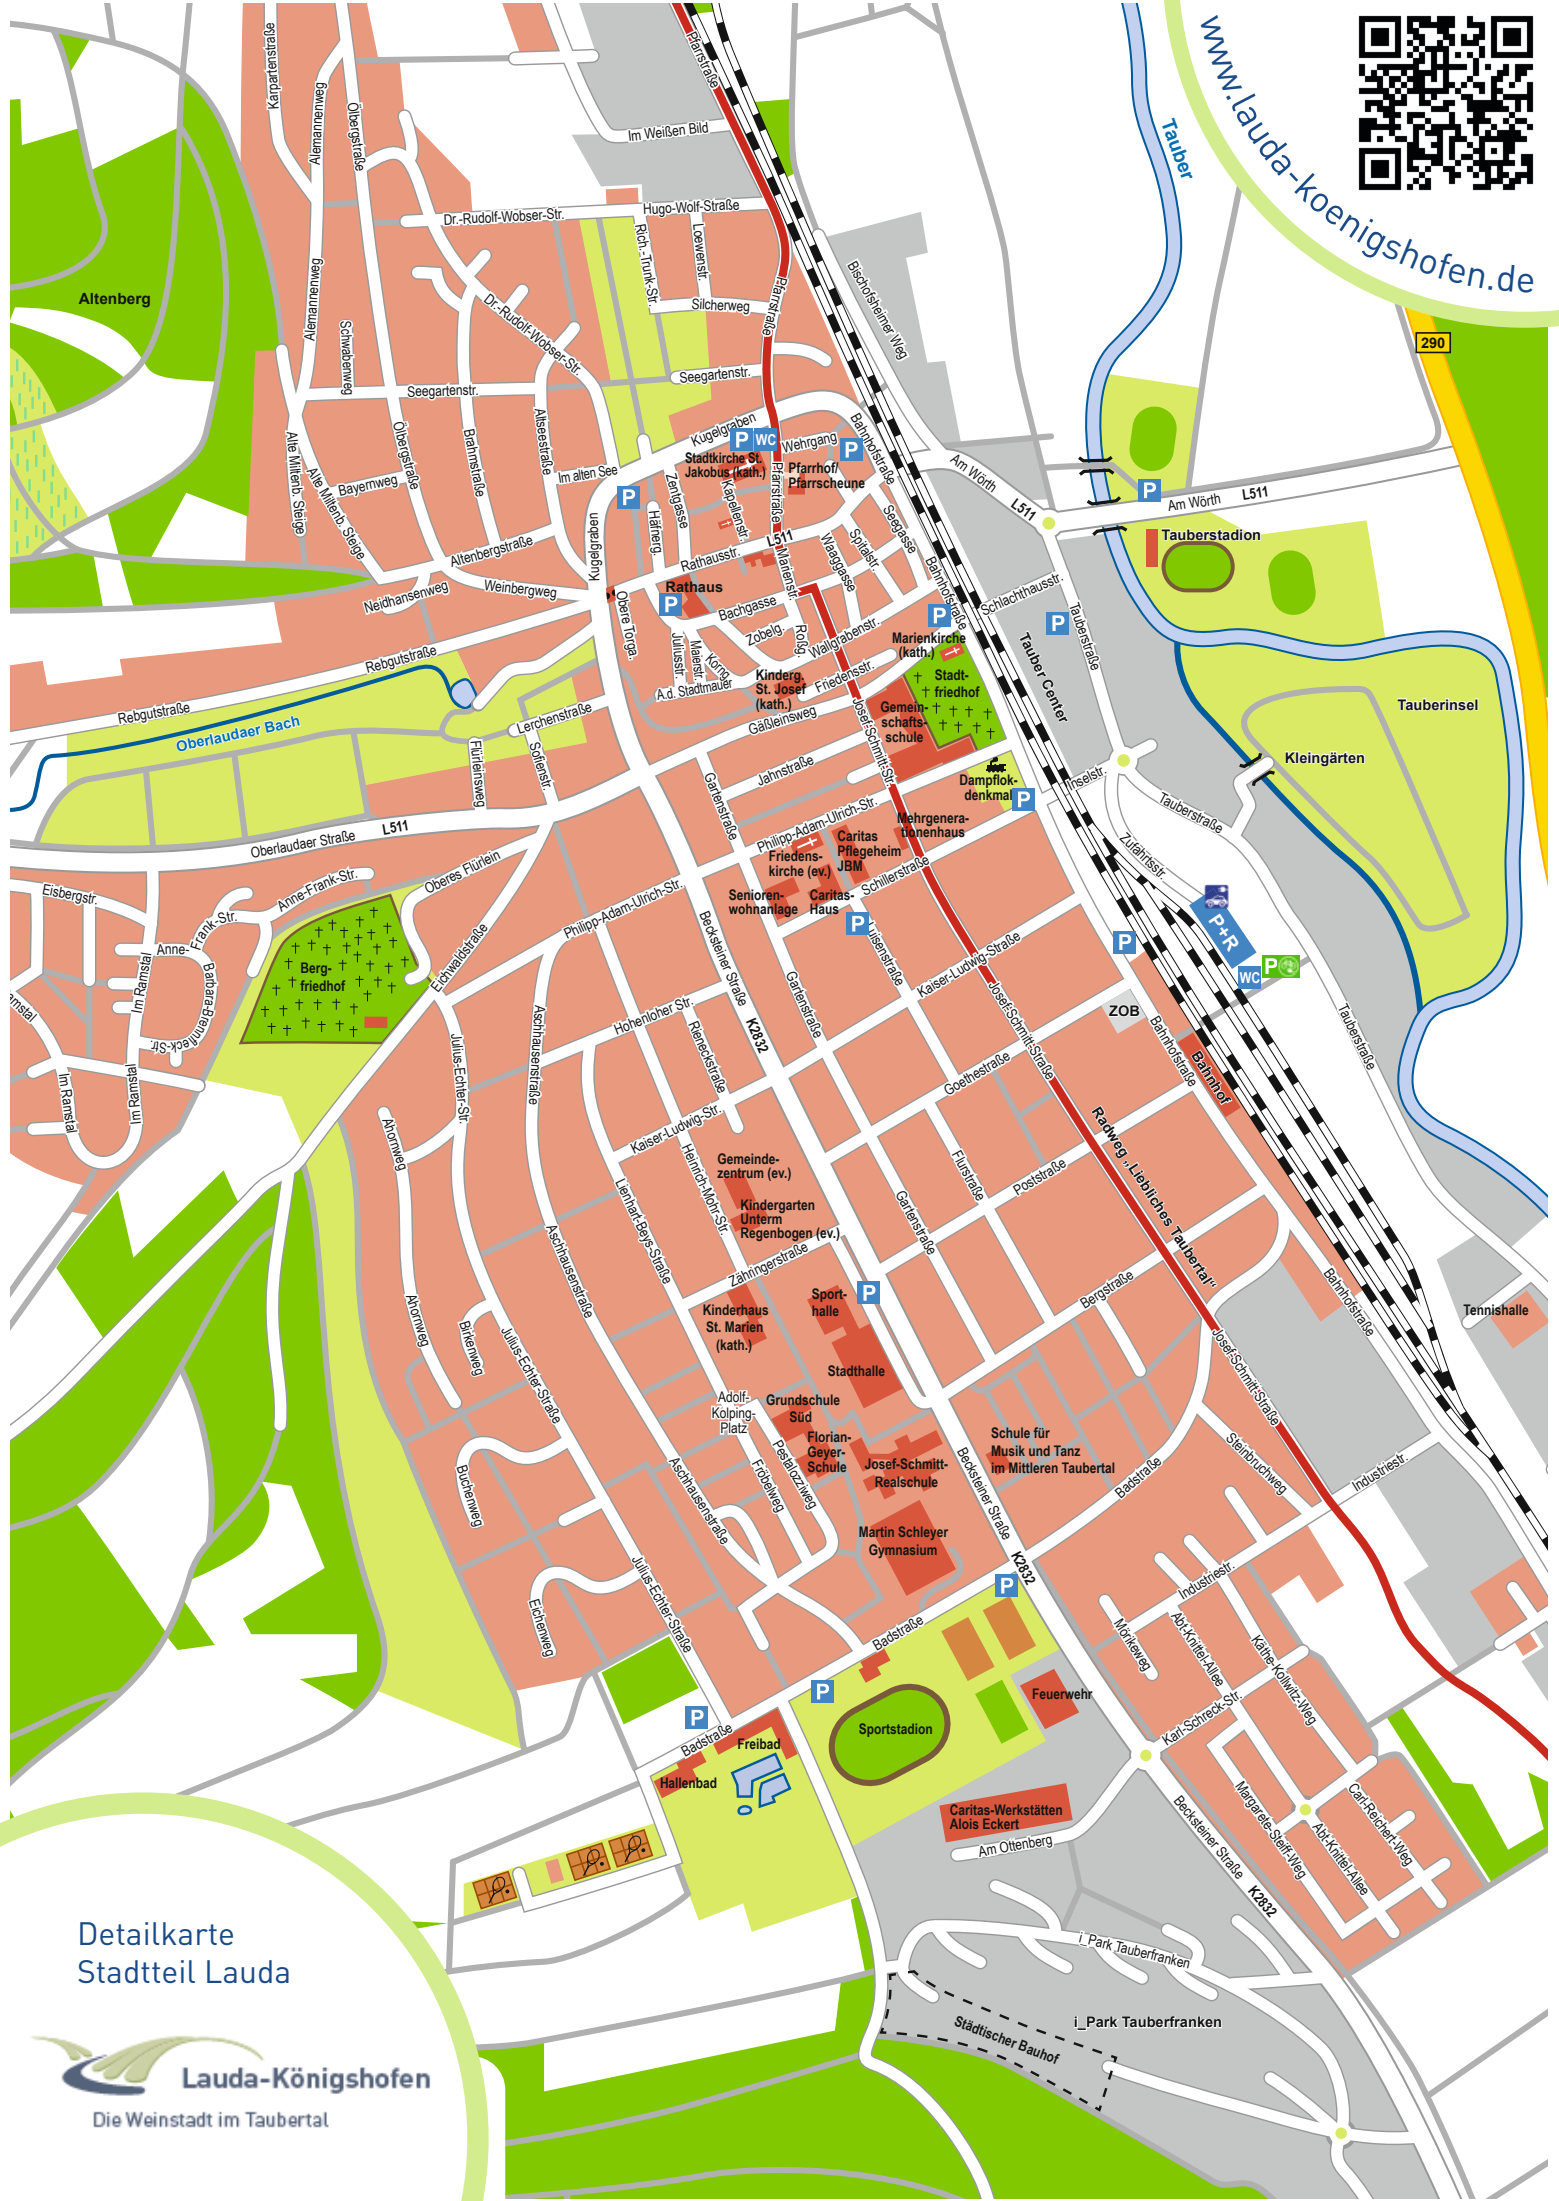 www.lauda-koenigshofen.de
Karpartenstraße
Alemannenweg
Ölbergstraße
Pfarrstraße
Im Weißen Bild
Tauber
Dr.-Rudolf-Wobser-Str.
Hugo-Wolf-Straße
Rich.-Trunk-Str.
Loewenstr.
Silcherweg
Pfarrstraße
Bischofsheimer Weg
Altenberg
Alemannenweg
Schwabenweg
Dr.-Rudolf-Wobser-Str.
290
Seegartenstr.
Seegartenstr.
Alte Miltenb. Steige
Alte Miltenb. Steige
Ölbergstraße
Bayernweg
Brahmstraße
Altseestraße
Im alten See
Kugelgraben
P
WC
Wehrgang
P
Bahnhofstraße
Stadtkirche St.
Jakobus (kath.)
Pfarrhof/
Pfarrscheune
Pfarrstraße
Kapellenstr.
Zentgasse
Häfnerg.
P
Kugelgraben
Am Wörth
L511
P
Am Wörth
L511
Tauberstadion
Altenbergstraße
Weinbergweg
Neidhansenweg
Rathausstr.
L511
Marienstr.
Waaggasse
Spitalstr.
Seegasse
Bahnhofstraße
Rathaus
P
Obere Torga.
Bachgasse
Zobelg.
Roßg.
Juliusstr.
Maierstr.
Korng.
A.d. Stadtmauer
Wallgrabenstr.
Friedensstr.
Kinderg.
St. Josef
(kath.)
Gäßleinsweg
P
Schlachthausstr.
P
Tauberstraße
Tauber Center
Marienkirche
(kath.)
Stadt-
friedhof
Gemein-
schafts-
schule
Josef-Schmitt-Str.
Tauberinsel
Kleingärten
Rebgutstraße
Rebgutstraße
Oberlaudaer Bach
Lerchenstraße
Flürleinsweg
Sofienstr.
Jahnstraße
Gartenstraße
Dampflok-
denkmal
P
Inselstr.
Tauberstraße
Zufahrtsstr.
Oberlaudaer Straße
L511
Philipp-Adam-Ulrich-Str.
Mehrgenera-
tionenhaus
Caritas
Pflegeheim
JBM
Friedens-
kirche (ev.)
Schillerstraße
Senioren-
wohnanlage
Caritas-
Haus
P
Luisenstraße
Eisbergstr.
Anne-Frank-Str.
Oberes Flürlein
Anne-
Frank-Str.
Im Ramstal
Barbara-Brennfleck-Str.
Berg-
friedhof
Eichwaldstraße
Philipp-Adam-Ulrich-Str.
Becksteiner Straße
K2832
Gartenstraße
Kaiser-Ludwig-Straße
Josef-Schmitt-Straße
P
P+R
WC
P
ZOB
Bahnhofstraße
Bahnhof
Tauberstraße
Im Ramstal
Im Ramstal
Julius-Echter-Str.
Aschhausenstraße
Hohenloher Str.
Rieneckstraße
Goethestraße
Kaiser-Ludwig-Str.
Radweg „Liebliches Taubertal“
Ahornweg
Lienhart-Beys-Straße
Heinrich-Mohr-Str.
Gemeinde-
zentrum (ev.)
Kindergarten
Unterm
Regenbogen (ev.)
Flurstraße
Poststraße
Gartenstraße
Aschhausenstraße
Zähringerstraße
Kinderhaus
St. Marien
(kath.)
Sport-
halle
P
Bergstraße
Bahnhofstraße
Tennishalle
Ahornweg
Birkenweg
Julius-Echter-Straße
Stadthalle
Josef-Schmitt-Straße
Adolf-
Kolping-
Platz
Grundschule
Süd
Florian-
Geyer-
Schule
Josef-Schmitt-
Realschule
Schule für
Musik und Tanz
im Mittleren Taubertal
Badstraße
Steinbruchweg
Industriestr.
Buchenweg
Aschhausenstraße
Fröbelweg
Pestalozziweg
Becksteiner Straße
K2832
Martin Schleyer
Gymnasium
P
Industriestr.
Eichenweg
Julius-Echter-Straße
Badstraße
Mörikeweg
Abt-Knittel-Allee
Käthe-Kollwitz-Weg
Feuerwehr
P
P
Sportstadion
Karl-Schreck-Str.
Badstraße
Freibad
Hallenbad
Caritas-Werkstätten
Alois Eckert
Am Ottenberg
Becksteiner Straße
K2832
Margarete-Steiff-Weg
Abt-Knittel-Allee
Carl-Reichert-Weg
i_Park Tauberfranken
i_Park Tauberfranken
Städtischer Bauhof
Detailkarte
Stadtteil Lauda
Lauda-Königshofen
Die Weinstadt im Taubertal